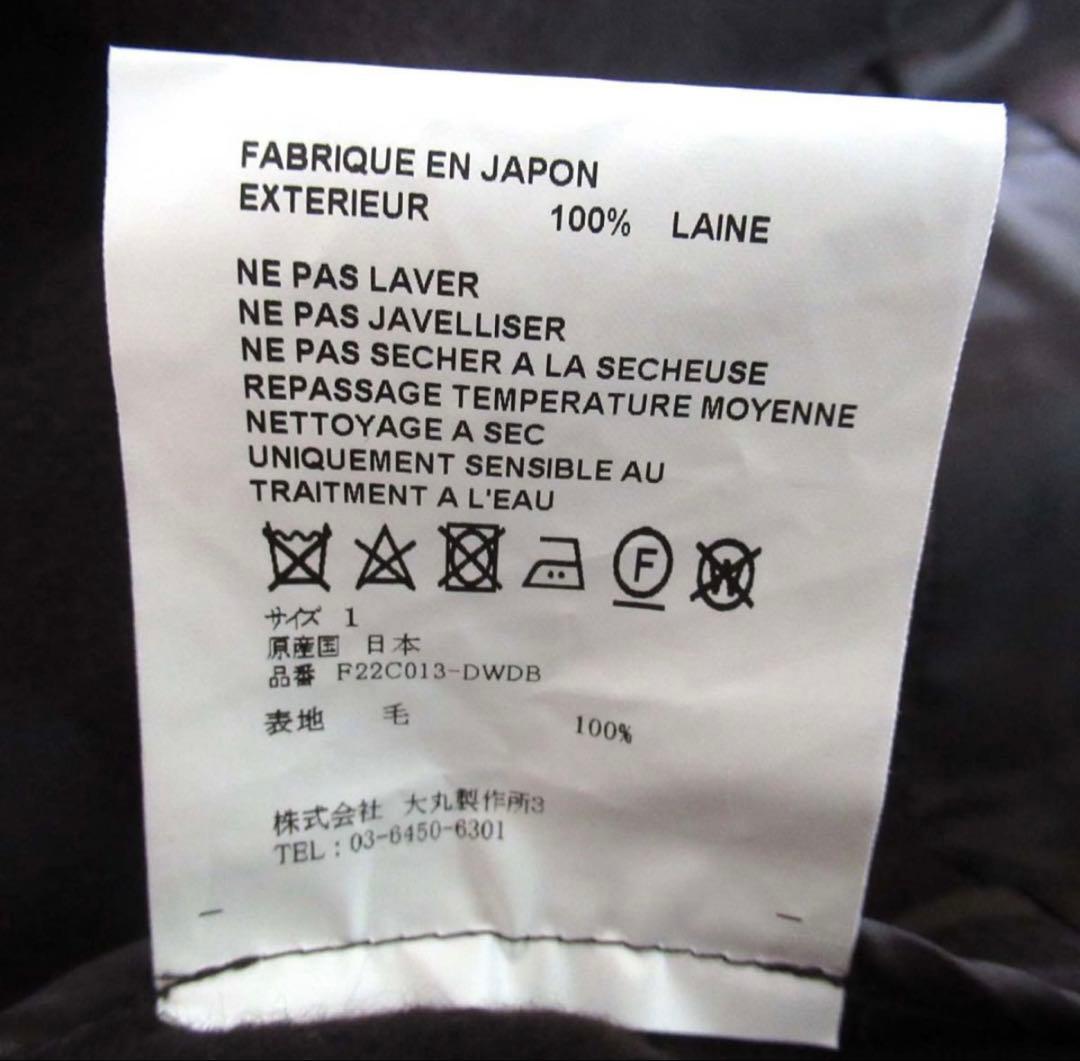 FABRIQUE EN JAPON
EXTERIEUR 100% LAINE
NE PAS LAVER
NE PAS JAVELLISER
NE PAS SECHER A LA SECHEUSE
REPASSAGE TEMPERATURE MOYENNE
NETTOYAGE A SEC
UNIQUEMENT SENSIBLE AU
TRAITMENT A L'EAU
F W
サイズ 1
原産国 日本
品番 F22C013-DWDB
表地 毛 100%
株式会社 大丸製作所3
TEL：03-6450-6301